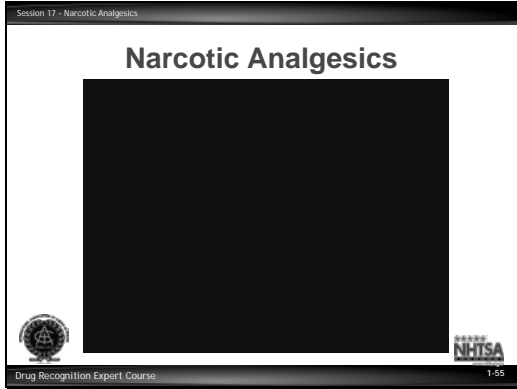 Session 17 - Narcotic Analgesics
Narcotic Analgesics
NHTSA
Drug Recognition Expert Course
1-55